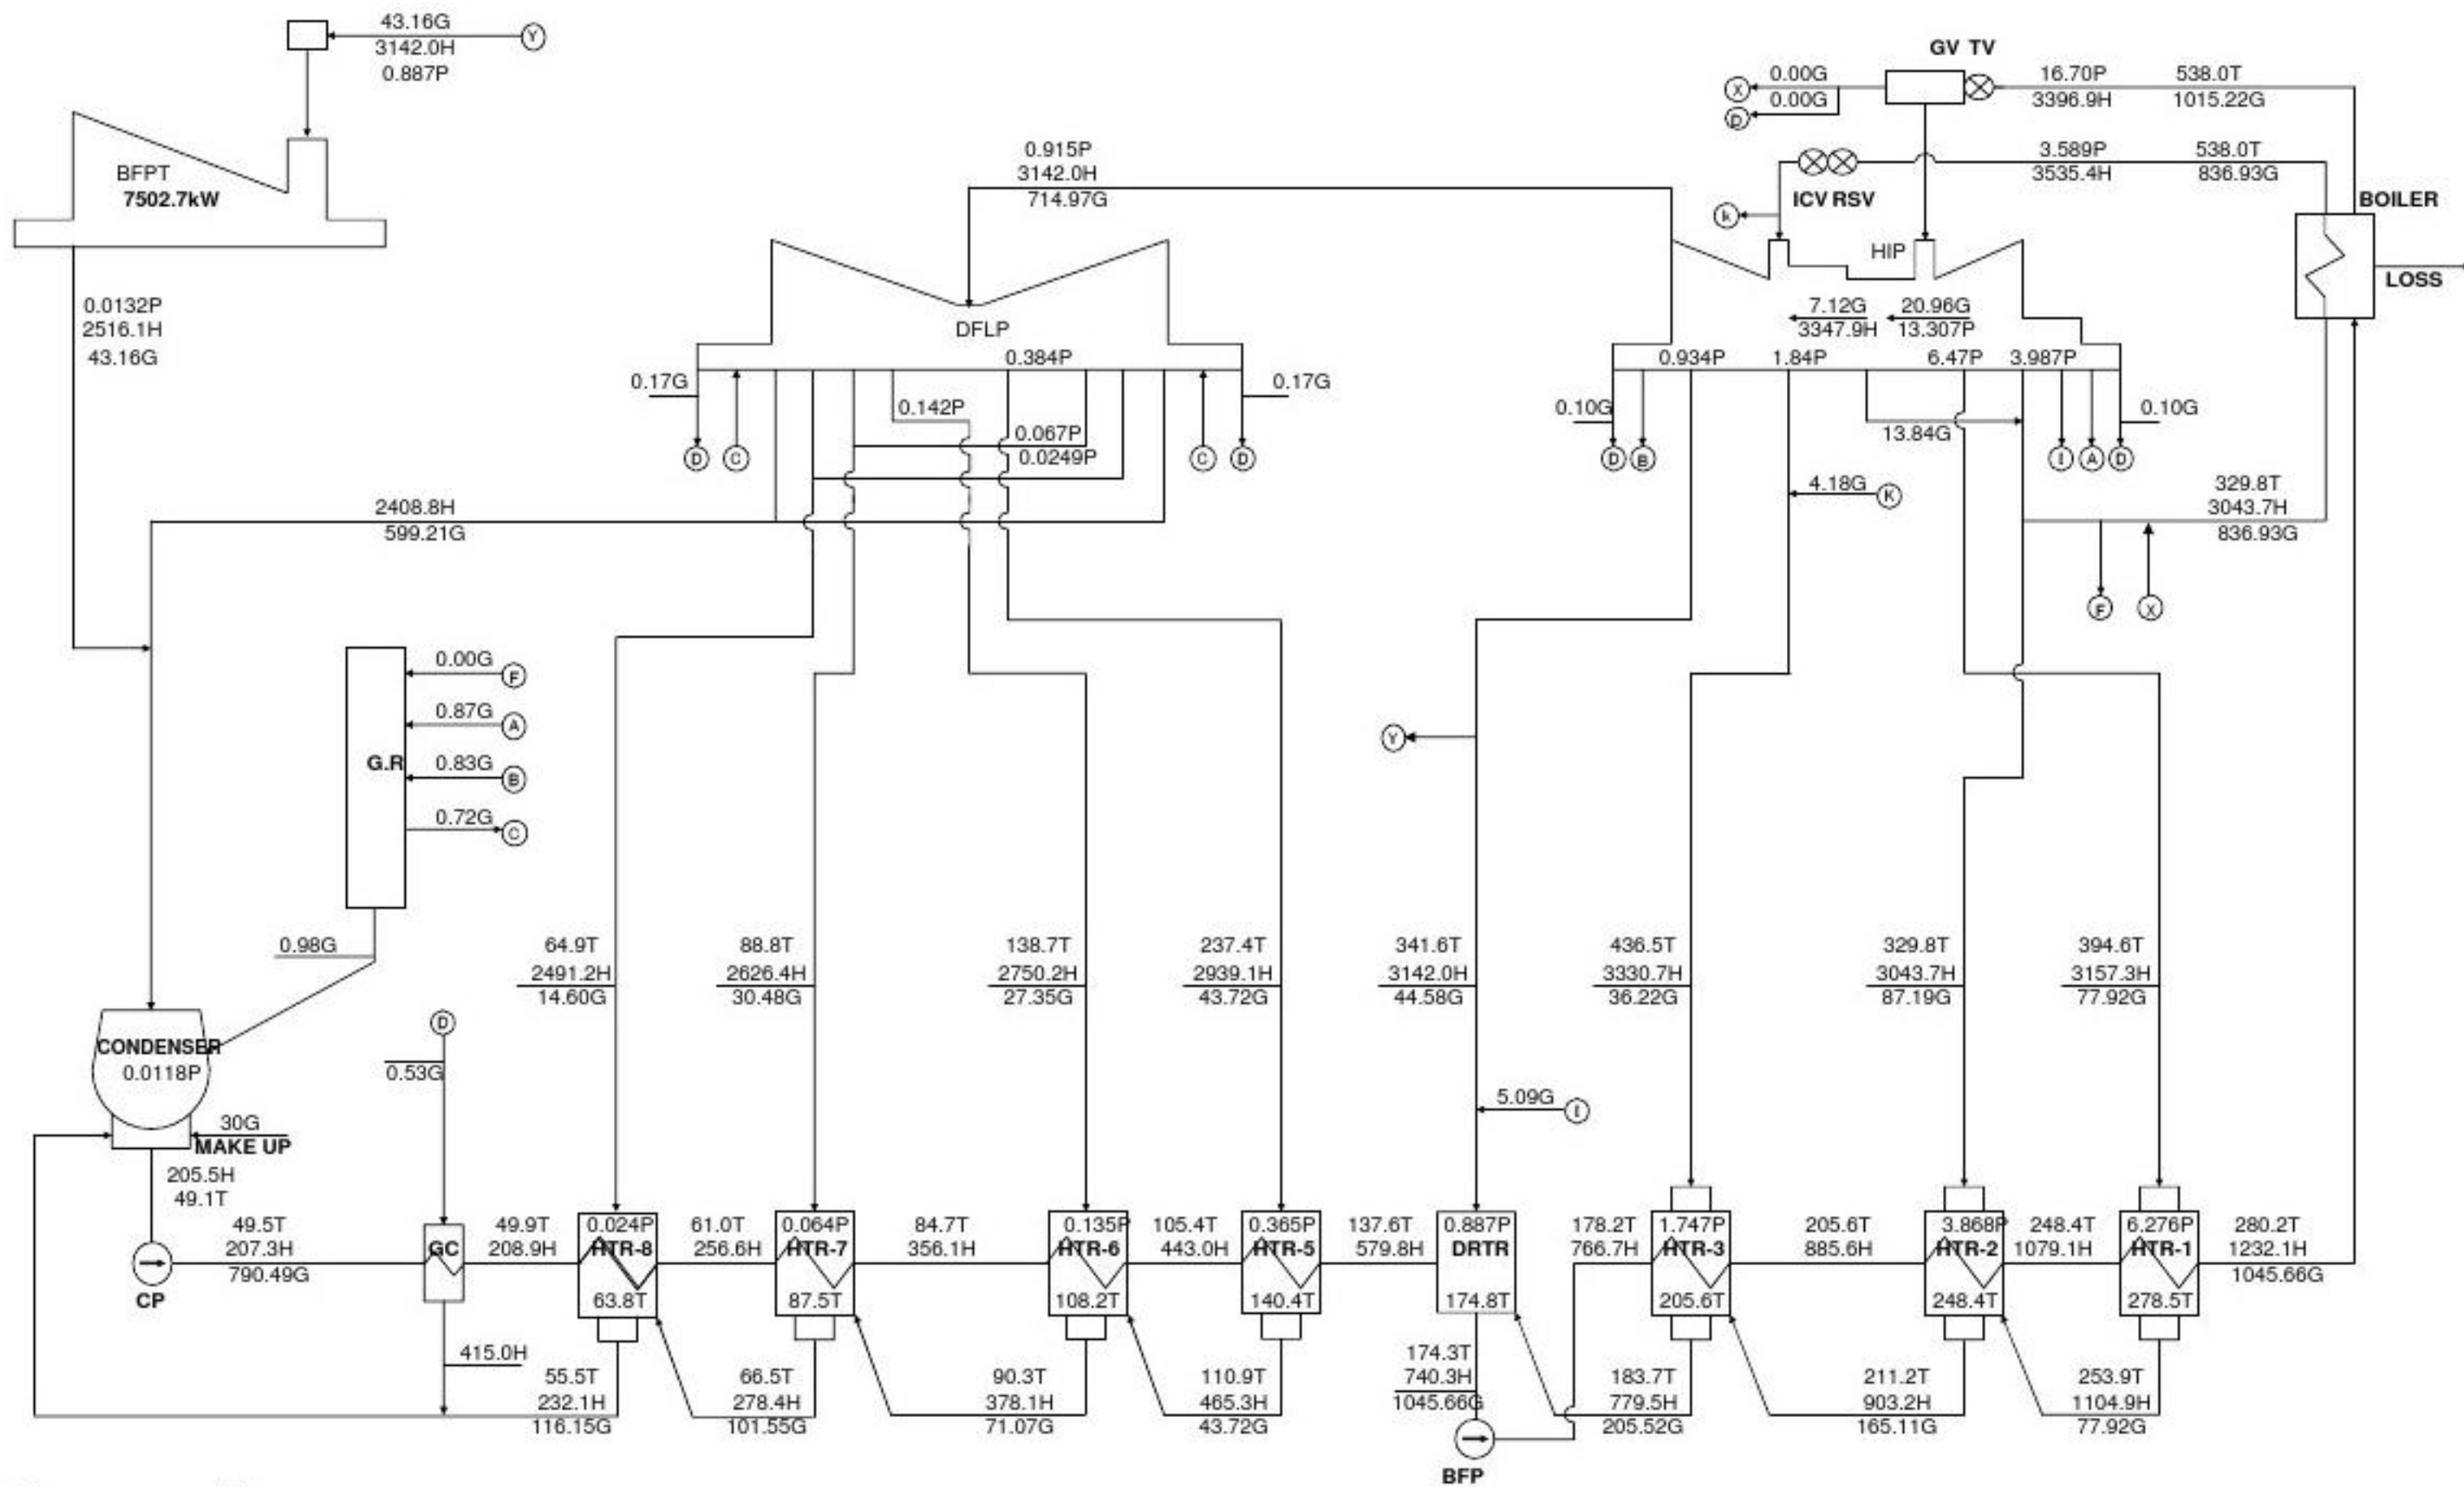 43.16G
3142.0H
0.887P
Y
BFPT
7502.7kW
0.0132P
2516.1H
43.16G
0.915P
3142.0H
714.97G
DFLP
0.384P
0.17G
0.17G
0.142P
0.067P
0.0249P
D
C
C
D
2408.8H
599.21G
GV TV
X
0.00G
0.00G
D
16.70P
538.0T
3396.9H
1015.22G
3.589P
538.0T
3535.4H
836.93G
ICV RSV
k
HIP
BOILER
LOSS
7.12G
20.96G
3347.9H
13.307P
0.934P
1.84P
6.47P
3.987P
0.10G
0.10G
13.84G
D
B
I
A
D
4.18G
K
329.8T
3043.7H
836.93G
F
X
0.00G
F
0.87G
A
G.R
0.83G
B
0.72G
C
0.98G
Y
64.9T
2491.2H
14.60G
88.8T
2626.4H
30.48G
138.7T
2750.2H
27.35G
237.4T
2939.1H
43.72G
341.6T
3142.0H
44.58G
436.5T
3330.7H
36.22G
329.8T
3043.7H
87.19G
394.6T
3157.3H
77.92G
CONDENSER
0.0118P
D
0.53G
5.09G
I
30G
MAKE UP
205.5H
49.1T
49.5T
207.3H
790.49G
CP
GC
49.9T
208.9H
0.024P
HTR-8
63.8T
61.0T
256.6H
0.064P
HTR-7
87.5T
84.7T
356.1H
0.135P
HTR-6
108.2T
105.4T
443.0H
0.365P
HTR-5
140.4T
137.6T
579.8H
0.887P
DRTR
174.8T
178.2T
766.7H
1.747P
HTR-3
205.6T
205.6T
885.6H
3.868P
HTR-2
248.4T
248.4T
1079.1H
6.276P
HTR-1
278.5T
280.2T
1232.1H
1045.66G
415.0H
55.5T
232.1H
116.15G
66.5T
278.4H
101.55G
90.3T
378.1H
71.07G
110.9T
465.3H
43.72G
174.3T
740.3H
1045.66G
BFP
183.7T
779.5H
205.52G
211.2T
903.2H
165.11G
253.9T
1104.9H
77.92G